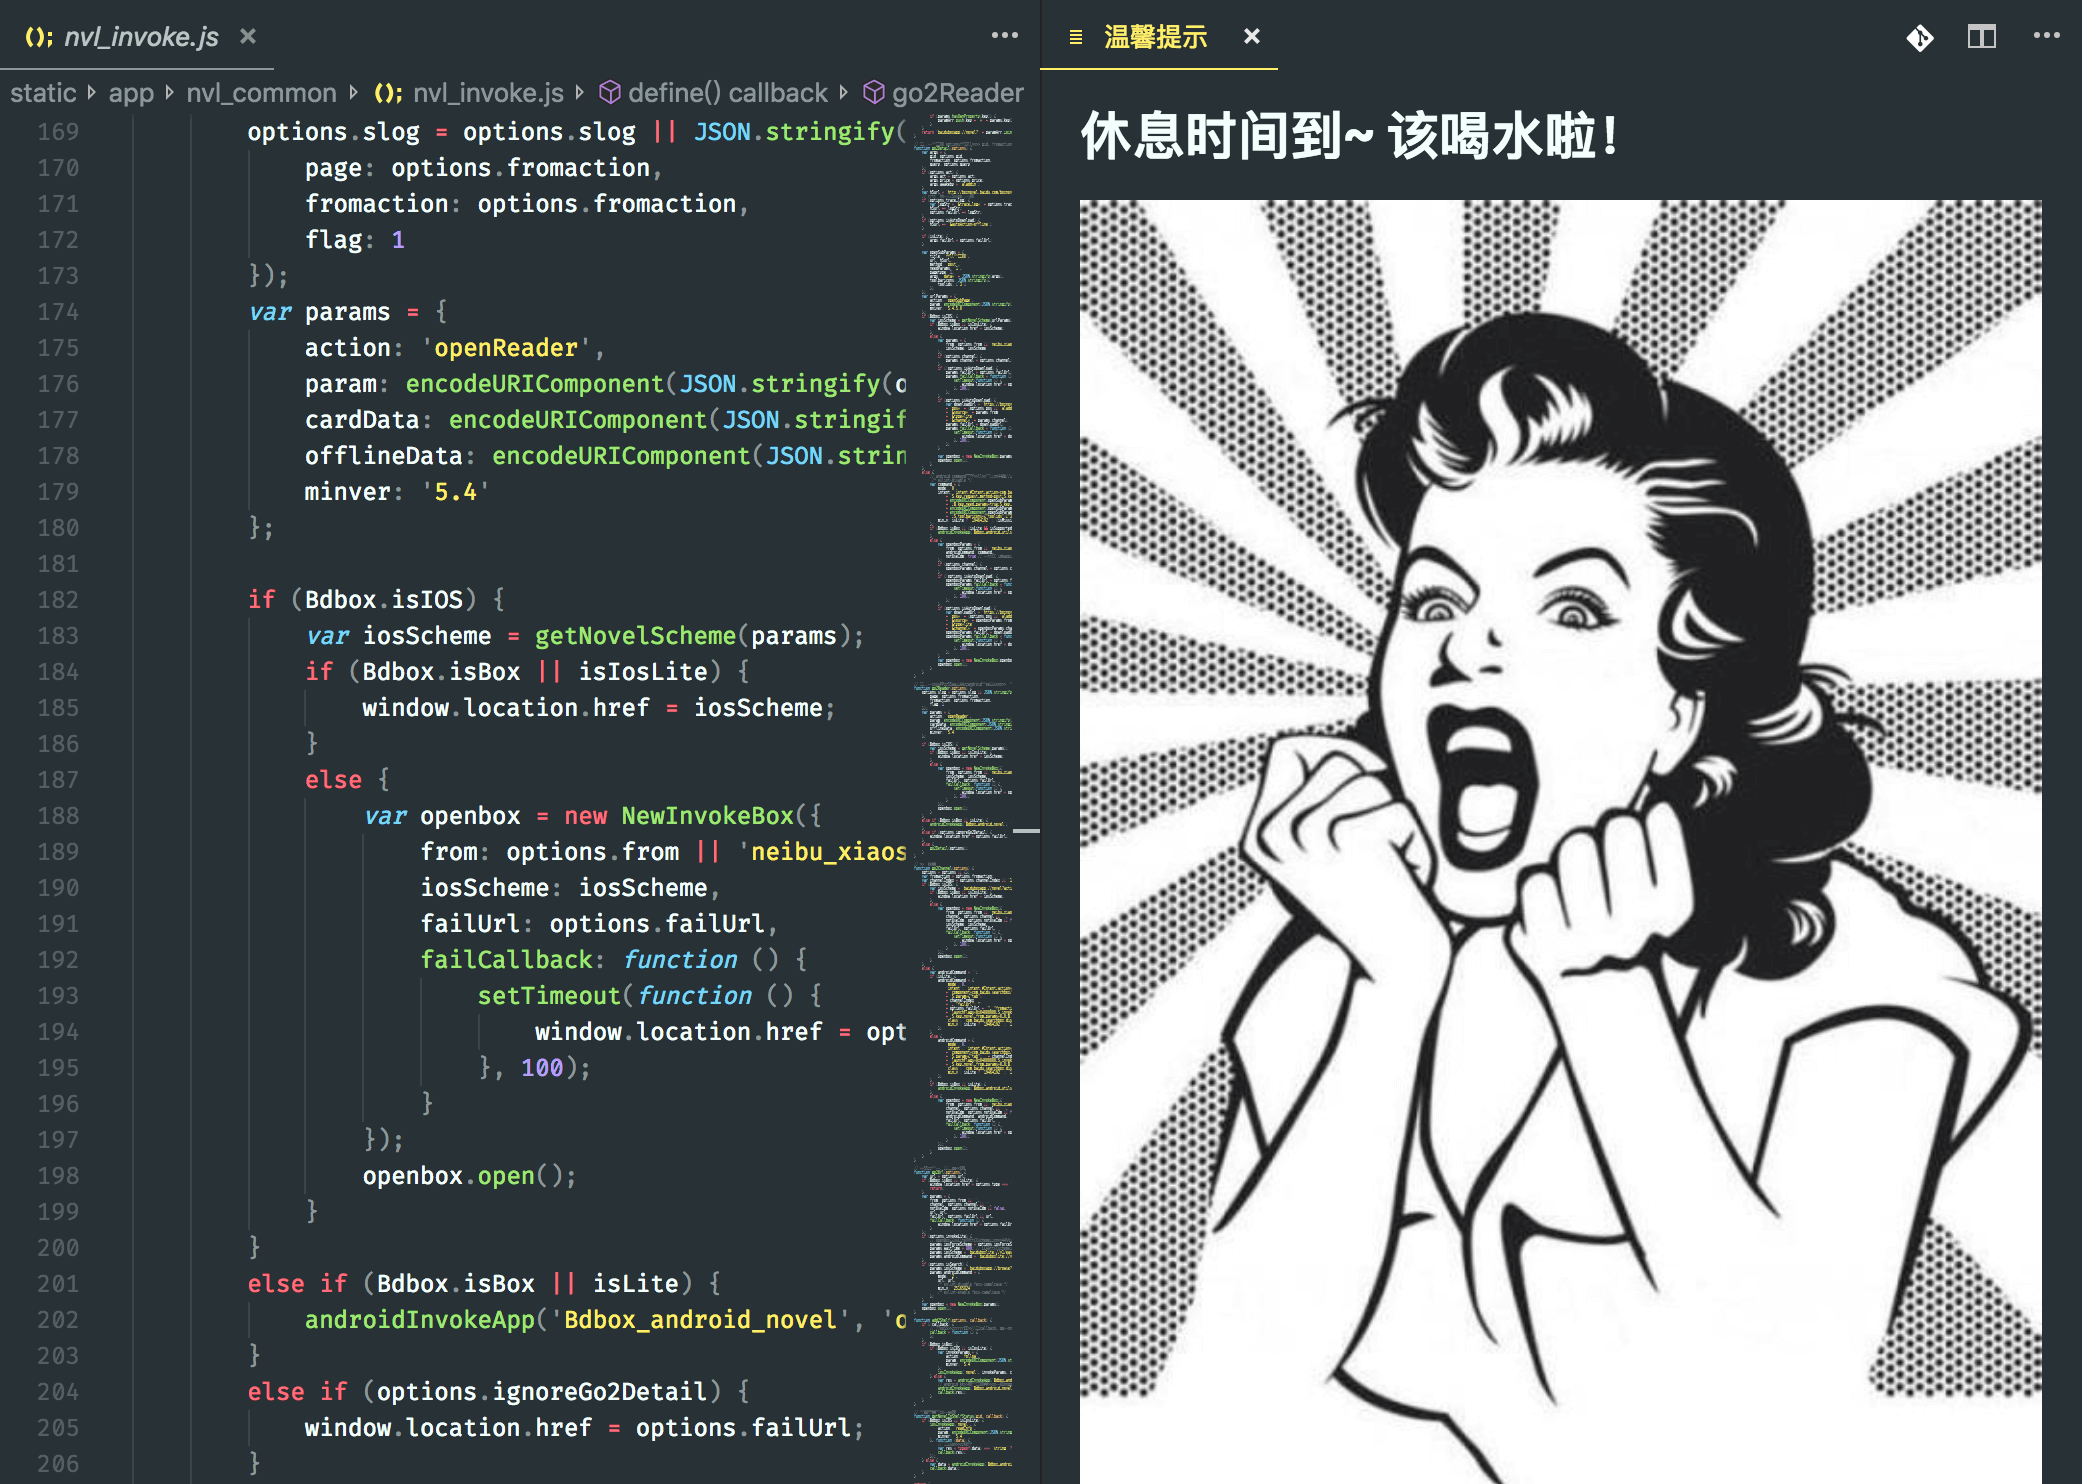 nvl_invoke.js
static app nvl_common nvl_invoke.js define() callback go2Reader
169 options.slog = options.slog || JSON.stringify(
170 page: options.fromaction,
171 fromaction: options.fromaction,
172 flag: 1
173 });
174 var params = {
175 action: 'openReader',
176 param: encodeURIComponent(JSON.stringify(o
177 cardData: encodeURIComponent(JSON.stringif
178 offlineData: encodeURIComponent(JSON.strin
179 minver: '5.4'
180 };
181
182 if (Bdbox.isIOS) {
183 var iosScheme = getNovelScheme(params);
184 if (Bdbox.isBox || isIosLite) {
185 window.location.href = iosScheme;
186 }
187 else {
188 var openbox = new NewInvokeBox({
189 from: options.from || 'neibu_xiaos
190 iosScheme: iosScheme,
191 failUrl: options.failUrl,
192 failCallback: function () {
193 setTimeout(function () {
194 window.location.href = opt
195 }, 100);
196 }
197 });
198 openbox.open();
199 }
200 }
201 else if (Bdbox.isBox || isLite) {
202 androidInvokeApp('Bdbox_android_novel', 'o
203 }
204 else if (options.ignoreGo2Detail) {
205 window.location.href = options.failUrl;
206 }
温馨提示
休息时间到~ 该喝水啦!